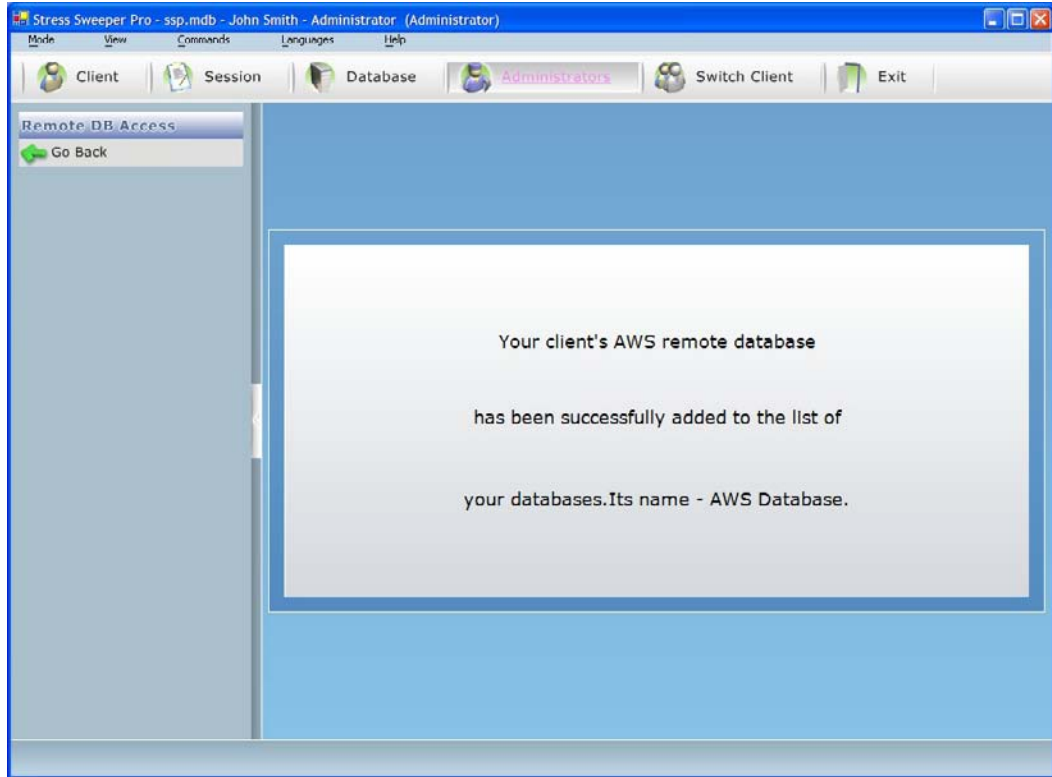 Stress Sweeper Pro - ssp.mdb - John Smith - Administrator (Administrator)
Mode View Commands Languages Help
Client Session Database Administrators Switch Client Exit
Remote DB Access
Go Back
Your client's AWS remote database
has been successfully added to the list of
your databases.Its name - AWS Database.